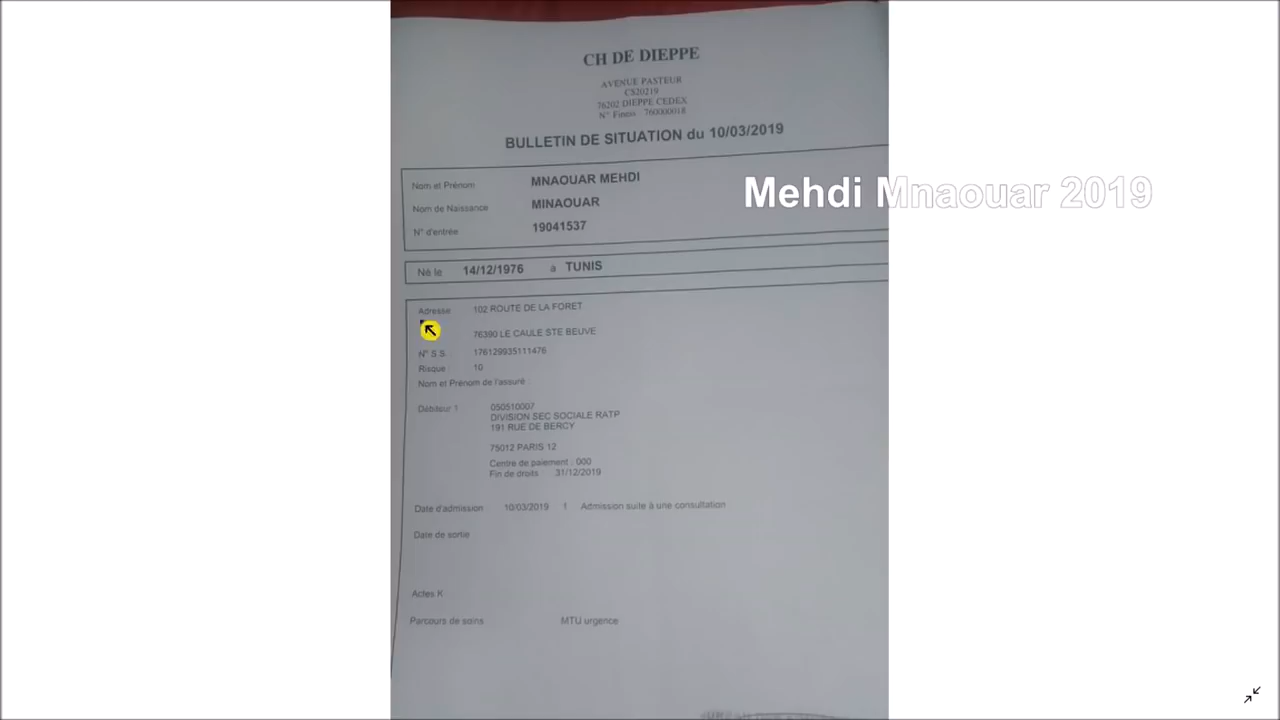 CH DE DIEPPE
AVENUE PASTEUR
CS20219
76202 DIEPPE CEDEX
N° Finess : 760000018
BULLETIN DE SITUATION du 10/03/2019
Nom et Prénom MNAOUAR MEHDI
Mehdi Mnaouar 2019
Nom de Naissance MINAOUAR
N° d'entrée 19041537
Né le 14/12/1976 à TUNIS
Adresse 102 ROUTE DE LA FORET
76390 LE CAULE STE BEUVE
N° S.S. 176129935111476
Risque 10
Nom et Prénom de l'assuré :
Débiteur 1 050510007
DIVISION SEC SOCIALE RATP
191 RUE DE BERCY
75012 PARIS 12
Centre de paiement : 000
Fin de droits 31/12/2019
Date d'admission 10/03/2019 1 Admission suite à une consultation
Date de sortie
Actes K
Parcours de soins MTU urgence